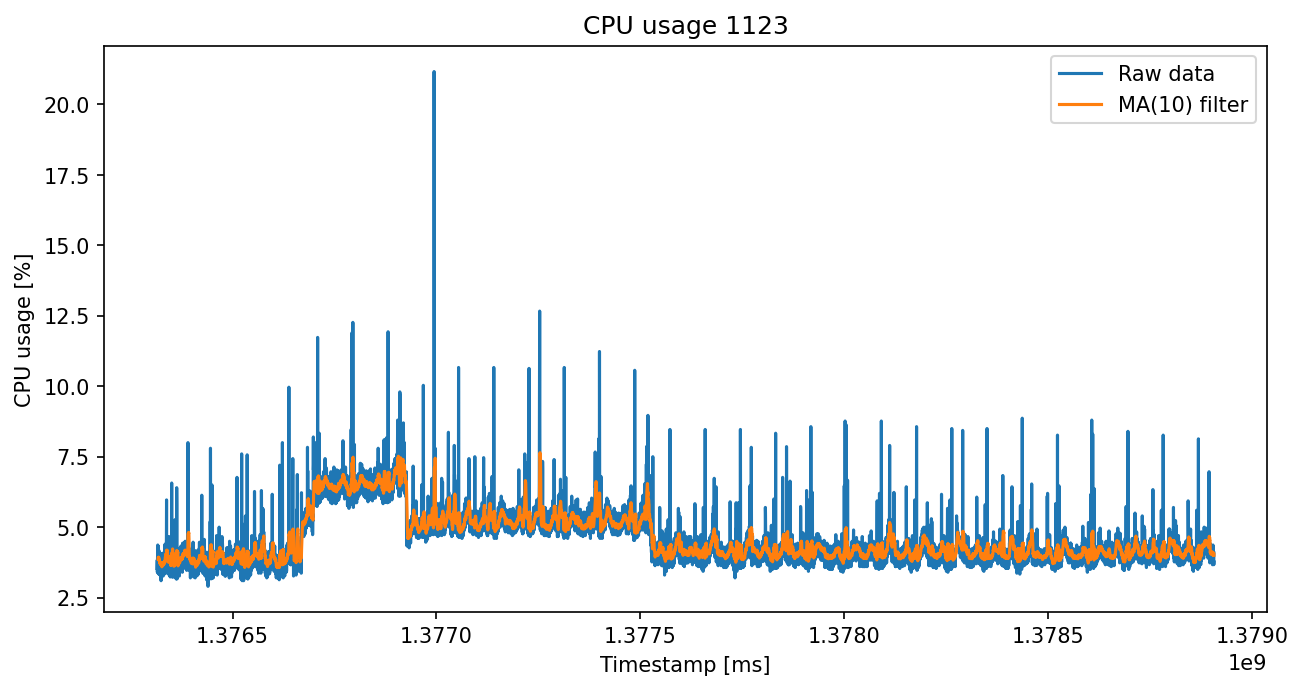 CPU usage 1123
Raw data
MA(10) filter
CPU usage [%]
20.0
17.5
15.0
12.5
10.0
7.5
5.0
2.5
1.3765 1.3770 1.3775 1.3780 1.3785 1.3790
1e9
Timestamp [ms]